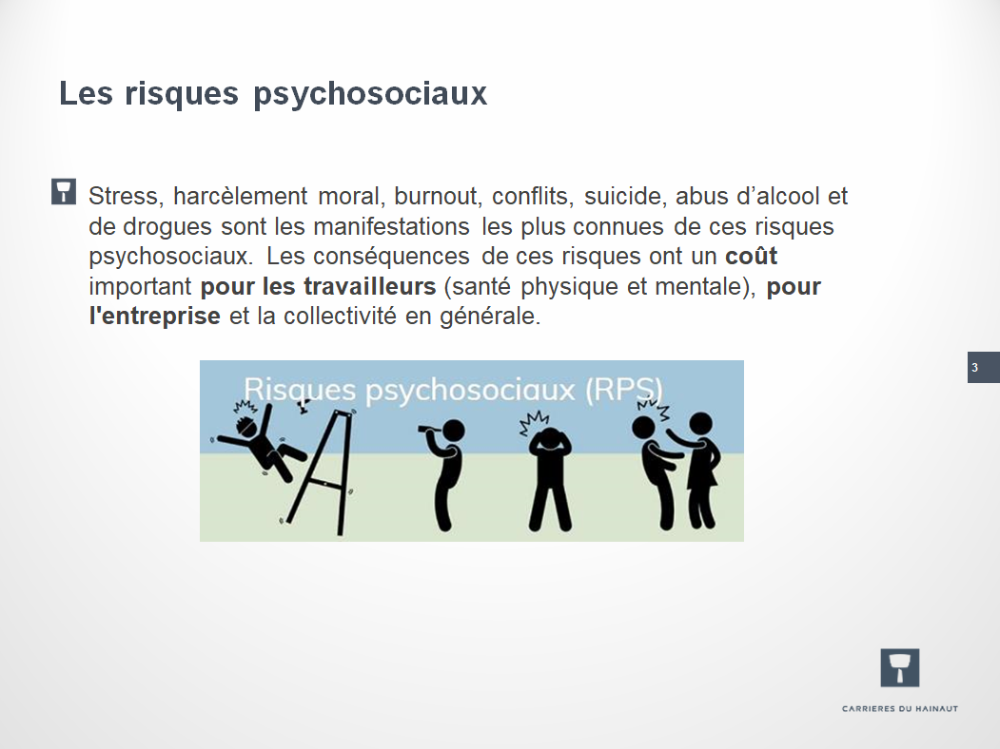 Les risques psychosociaux
Stress, harcèlement moral, burnout, conflits, suicide, abus d’alcool et
de drogues sont les manifestations les plus connues de ces risques
psychosociaux. Les conséquences de ces risques ont un coût
important pour les travailleurs (santé physique et mentale), pour
l'entreprise et la collectivité en générale.
3
Risques psychosociaux (RPS)
CARRIERES DU HAINAUT